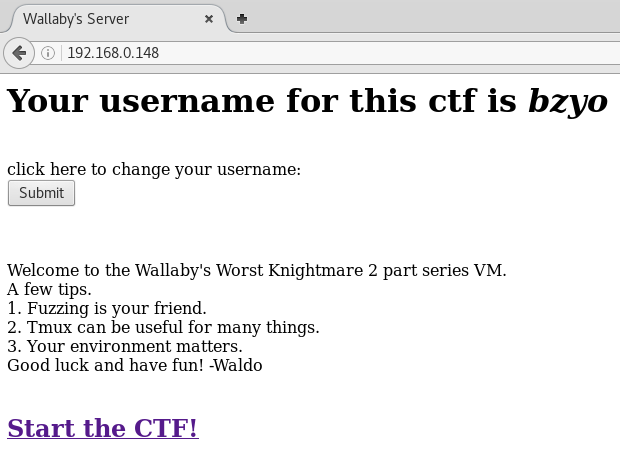 Wallaby's Server
192.168.0.148
Your username for this ctf is bzyo
click here to change your username:
Submit
Welcome to the Wallaby's Worst Knightmare 2 part series VM.
A few tips.
1. Fuzzing is your friend.
2. Tmux can be useful for many things.
3. Your environment matters.
Good luck and have fun! -Waldo
Start the CTF!